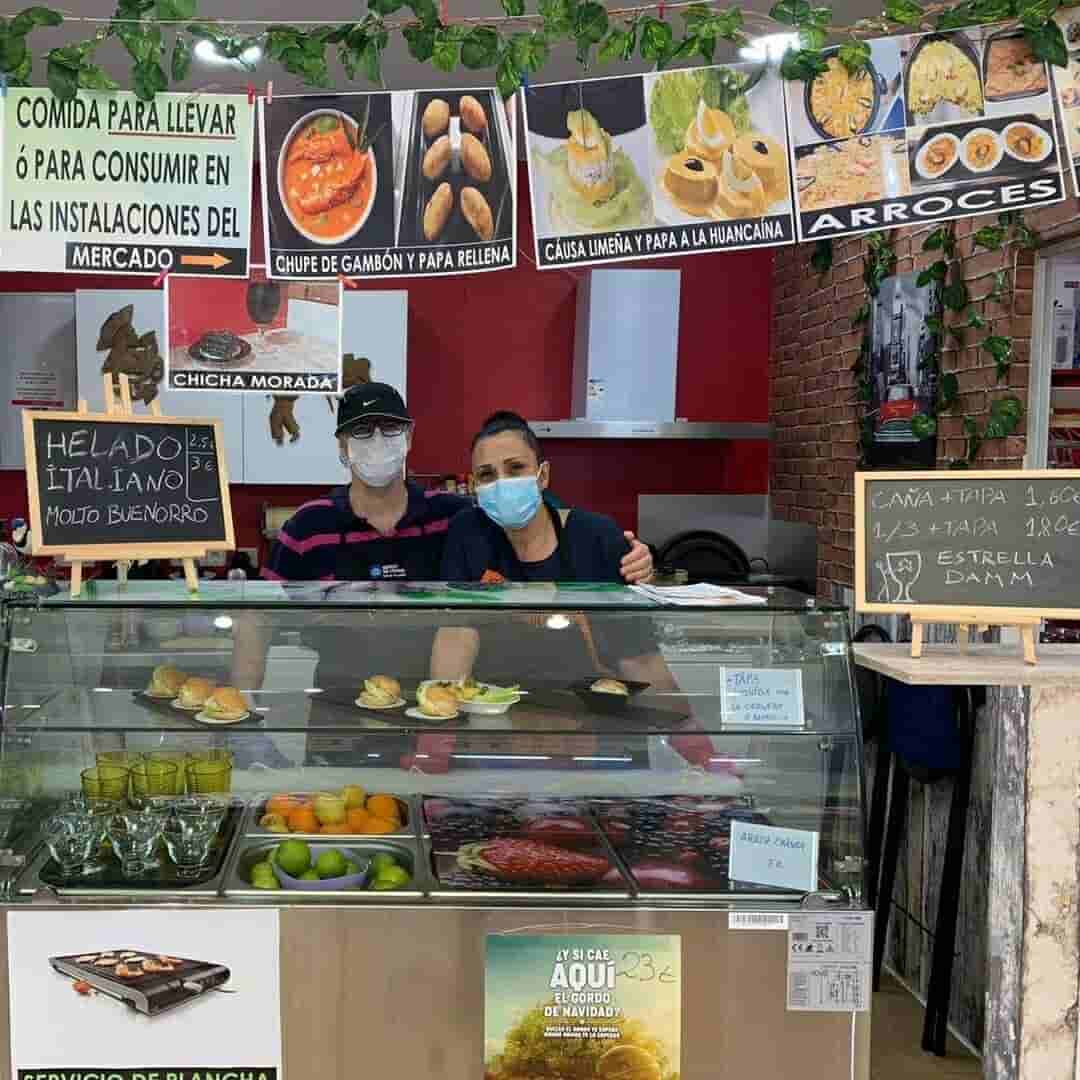 COMIDA PARA LLEVAR
ó PARA CONSUMIR EN
LAS INSTALACIONES DEL
MERCADO
CHUPE DE GAMBÓN Y PAPA RELLENA
CAUSA LIMEÑA Y PAPA A LA HUANCAÍNA
ARROCES
CHICHA MORADA
HELADO 2,5
ITALIANO 3€
MOLTO BUENORRO
CAÑA + TAPA 1,60€
1/3 + TAPA 1,80€
ESTRELLA
DAMM
TAPA
¿Y SI CAE
AQUÍ 23€
EL GORDO
DE NAVIDAD?
SERVICIO DE PLANCHA